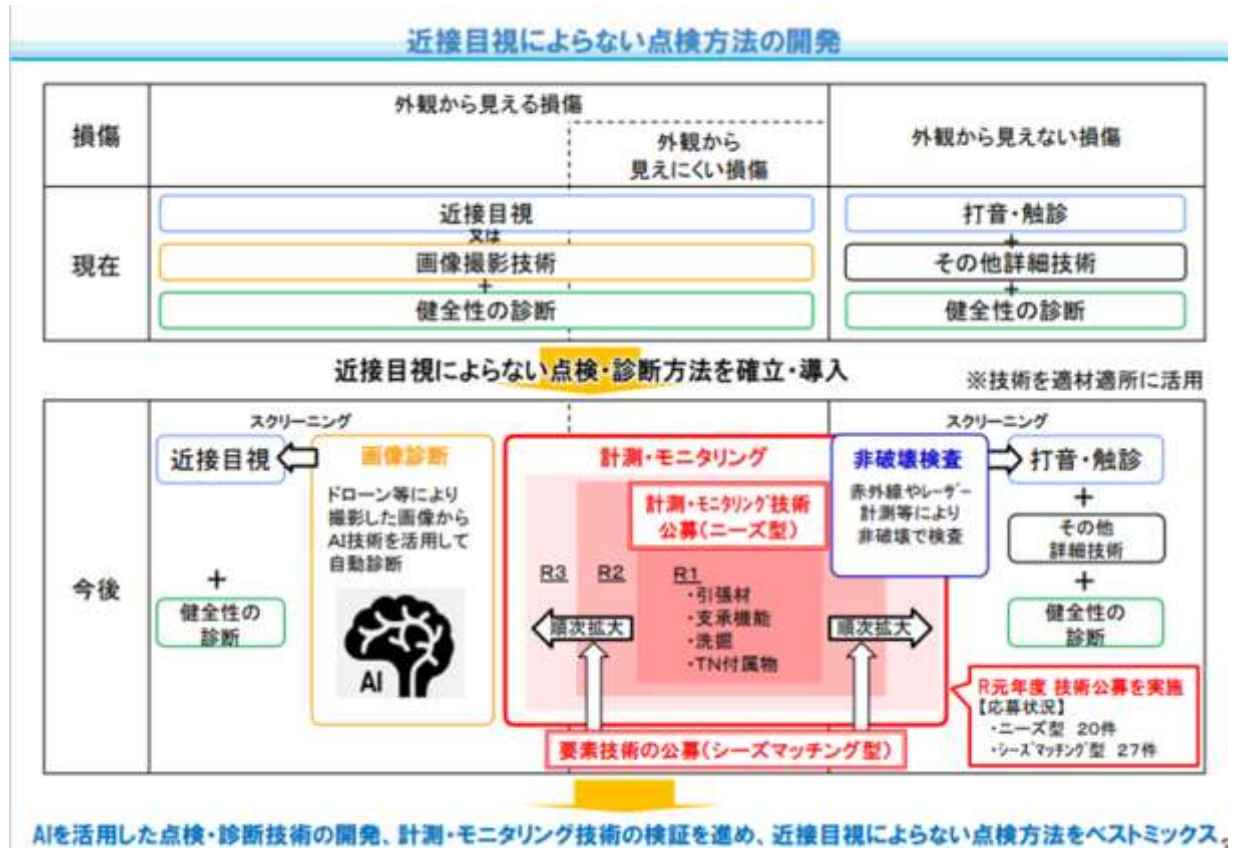 近接目視によらない点検方法の開発
損傷
外観から見える損傷
外観から
見えにくい損傷
外観から見えない損傷
現在
近接目視
又は
画像撮影技術
+
健全性の診断
打音・触診
+
その他詳細技術
+
健全性の診断
近接目視によらない点検・診断方法を確立・導入
※技術を適材適所に活用
今後
スクリーニング
近接目視
+
健全性の
診断
画像診断
ドローン等により
撮影した画像から
AI技術を活用して
自動診断
AI
計測・モニタリング
計測・モニタリング技術
公募(ニーズ型)
R3
R2
R1
・引張材
・支承機能
・洗掘
・TN付属物
順次拡大
順次拡大
要素技術の公募(シーズマッチング型)
非破壊検査
赤外線やレーザー
計測等により
非破壊で検査
スクリーニング
打音・触診
+
その他
詳細技術
+
健全性の
診断
R元年度 技術公募を実施
【応募状況】
・ニーズ型 20件
・シーズマッチング型 27件
AIを活用した点検・診断技術の開発、計測・モニタリング技術の検証を進め、近接目視によらない点検方法をベストミックス